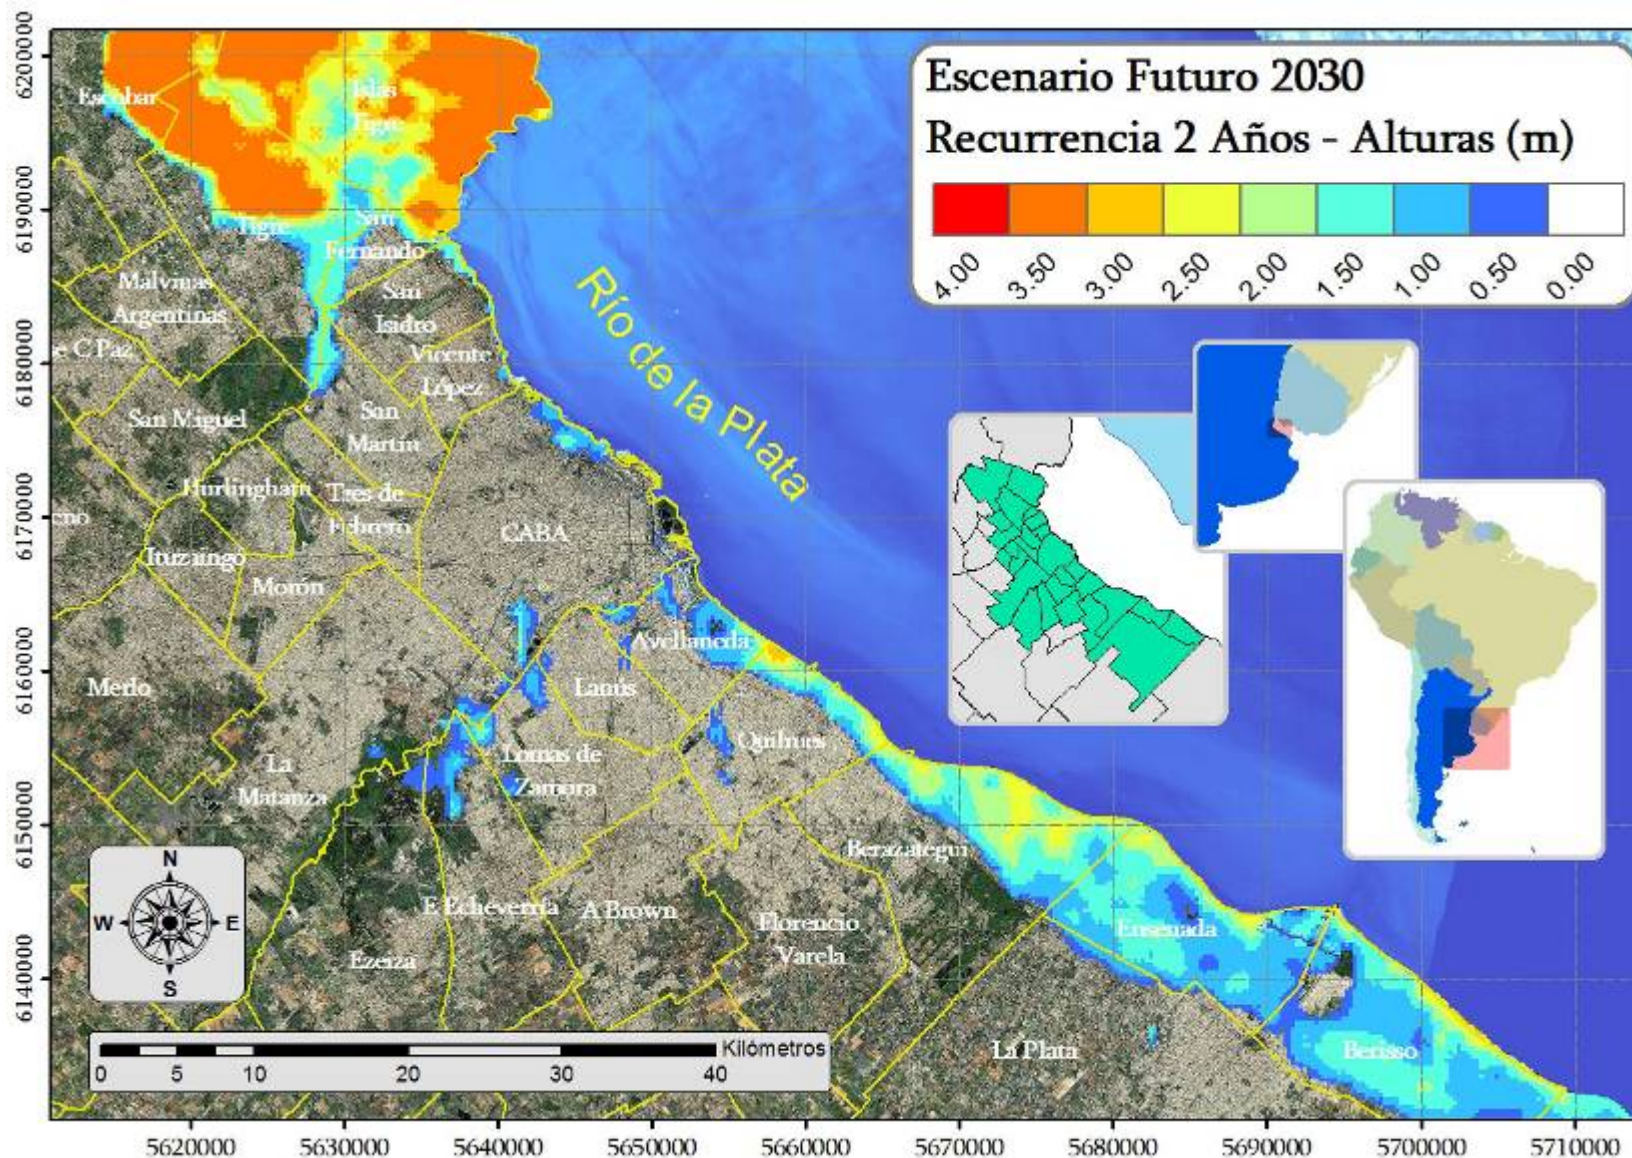 Escenario Futuro 2030
Recurrencia 2 Años - Alturas (m)
4.00
3.50
3.00
2.50
2.00
1.50
1.00
0.50
0.00
6200000
6190000
6180000
6170000
6160000
6150000
6140000
Escobar
Islas
Tigre
Tigre
San
Fernando
Malvinas
Argentinas
San
Isidro
e C Paz
Vicente
López
San Miguel
San
Martín
Río de la Plata
Hurlingham
Tres de
Febrero
eno
CABA
Ituzaingó
Morón
Avellaneda
Merlo
Lanús
Quilmes
La
Matanza
Lomas de
Zamora
Berazategui
E Echeverría
A Brown
Florencio
Varela
Ensenada
Ezeiza
La Plata
Berisso
N
W
E
S
Kilómetros
0
5
10
20
30
40
5620000
5630000
5640000
5650000
5660000
5670000
5680000
5690000
5700000
5710000